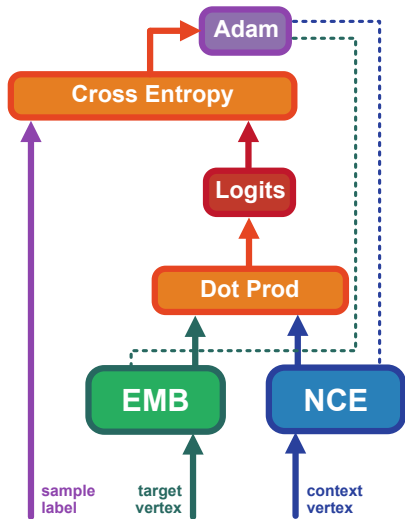 Adam
Cross Entropy
Logits
Dot Prod
EMB
NCE
sample
label
target
vertex
context
vertex